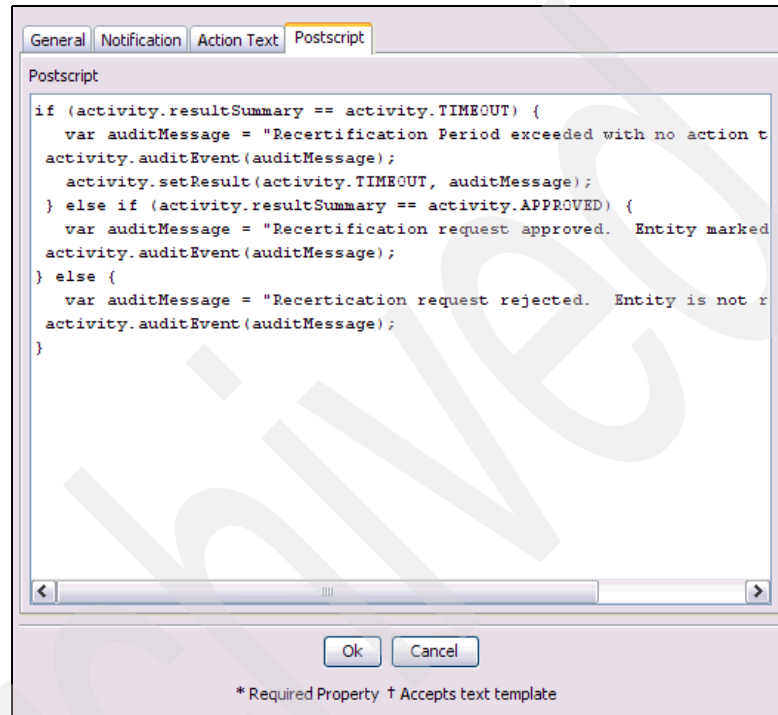 General Notification Action Text Postscript
Postscript
if (activity.resultSummary == activity.TIMEOUT) {
var auditMessage = "Recertification Period exceeded with no action t
activity.auditEvent(auditMessage);
activity.setResult(activity.TIMEOUT, auditMessage);
} else if (activity.resultSummary == activity.APPROVED) {
var auditMessage = "Recertification request approved.  Entity marked
activity.auditEvent(auditMessage);
} else {
var auditMessage = "Recertication request rejected.  Entity is not r
activity.auditEvent(auditMessage);
}
Ok Cancel
* Required Property † Accepts text template